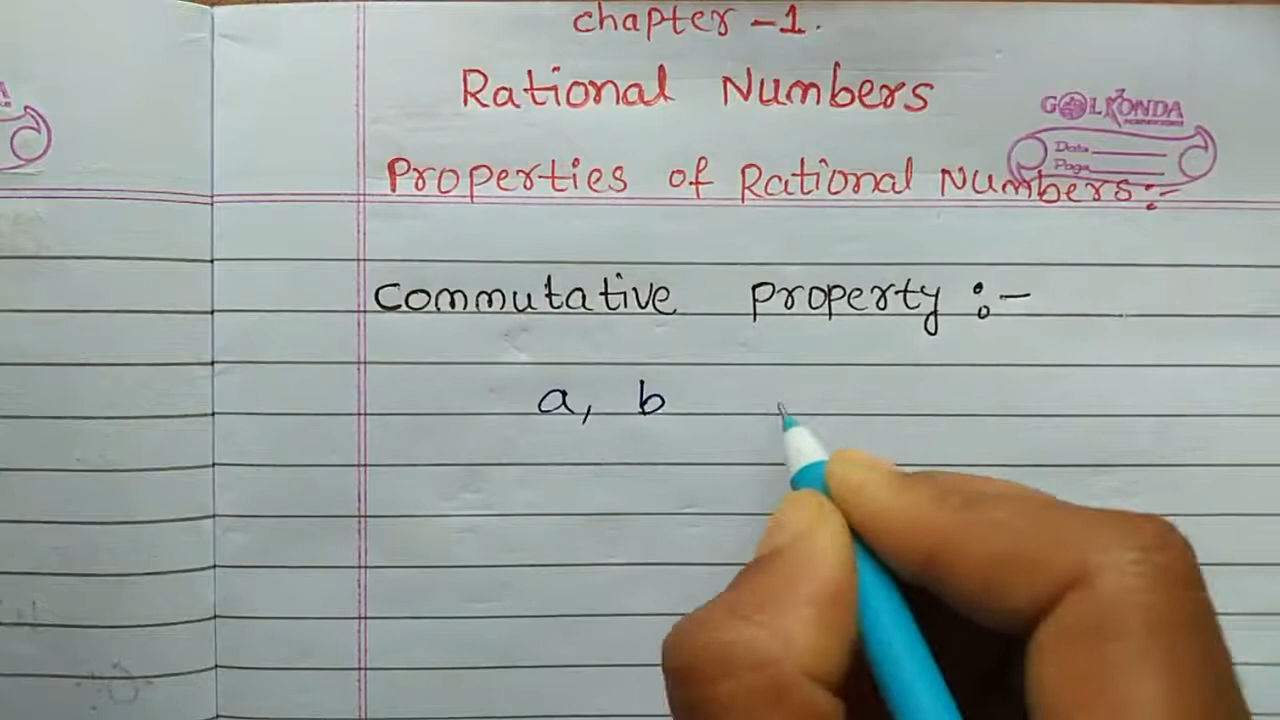 chapter - 1.
Rational Numbers
GOLKONDA
Date
Page
Properties of Rational Numbers:-
Commutative property :-
a, b